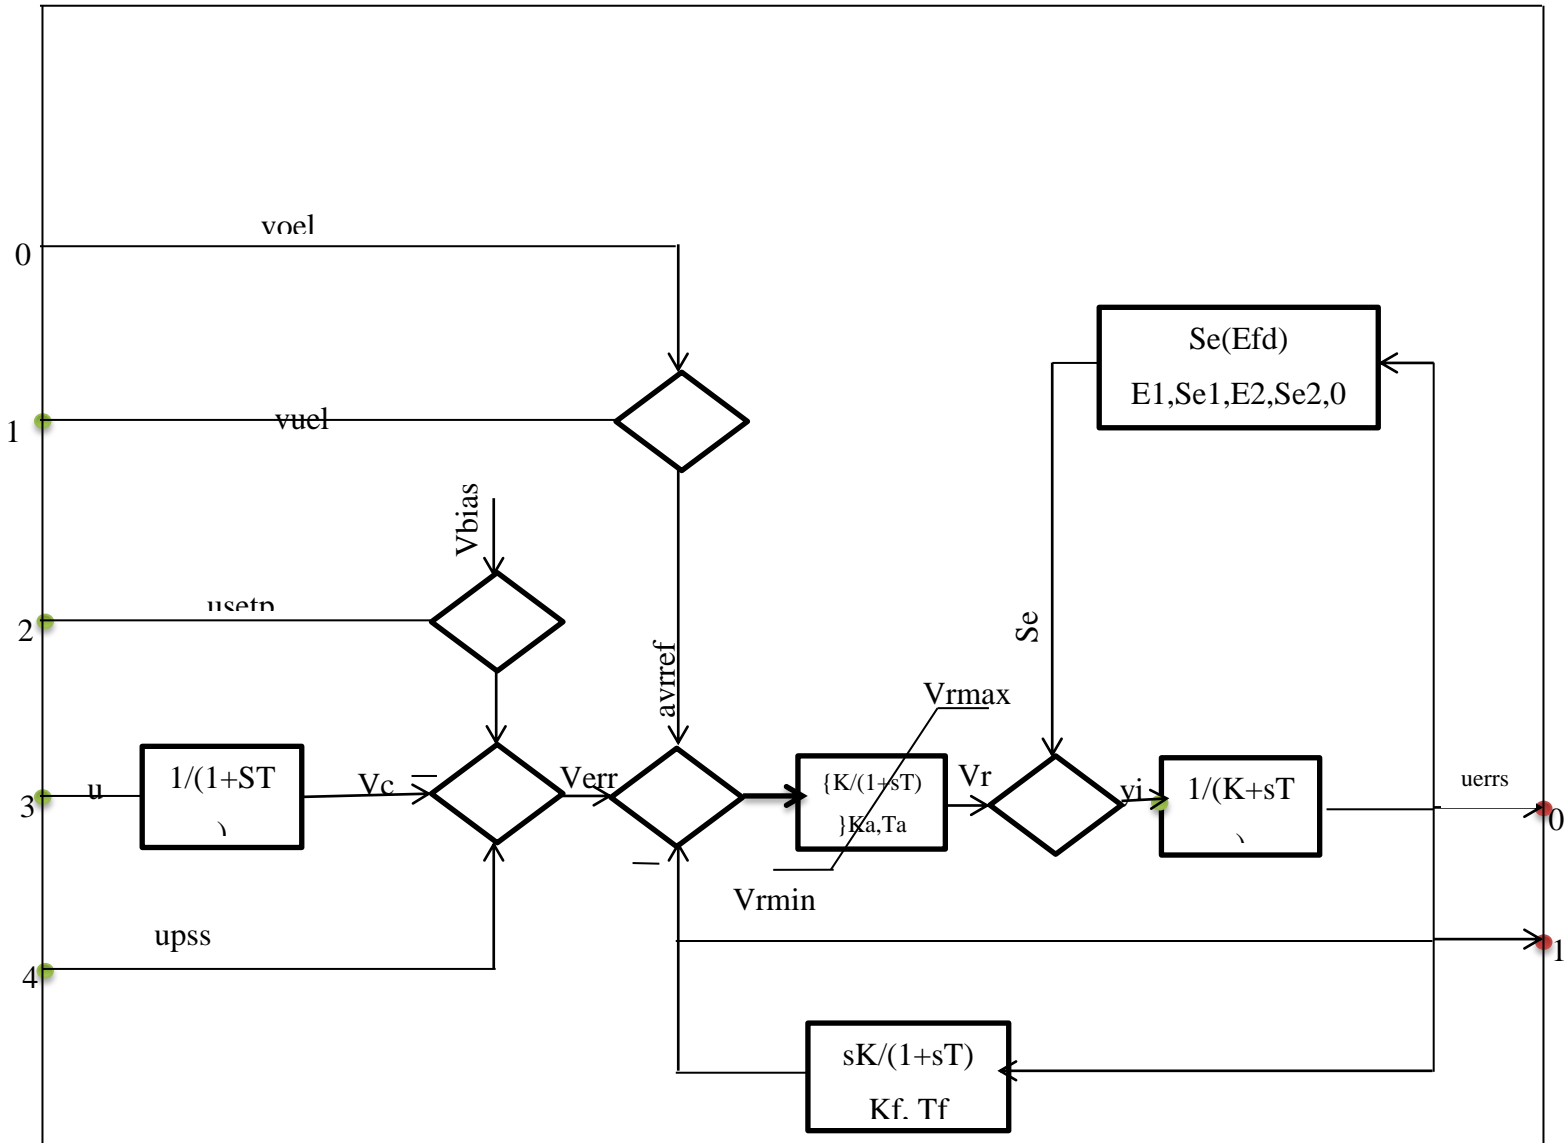 voel
0
Se(Efd)
E1,Se1,E2,Se2,0
vuel
1
Vbias
usetp
2
Se
avrref
Vrmax
1/(1+ST
)
Vc
Verr
{K/(1+sT)
}Ka,Ta
Vr
vi
1/(K+sT
)
uerrs
u
3
0
Vrmin
upss
4
1
sK/(1+sT)
Kf, Tf